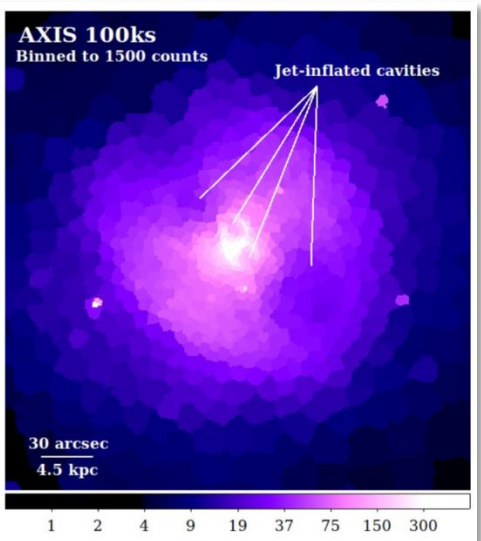 AXIS 100ks
Binned to 1500 counts
Jet-inflated cavities
30 arcsec
4.5 kpc
1 2 4 9 19 37 75 150 300